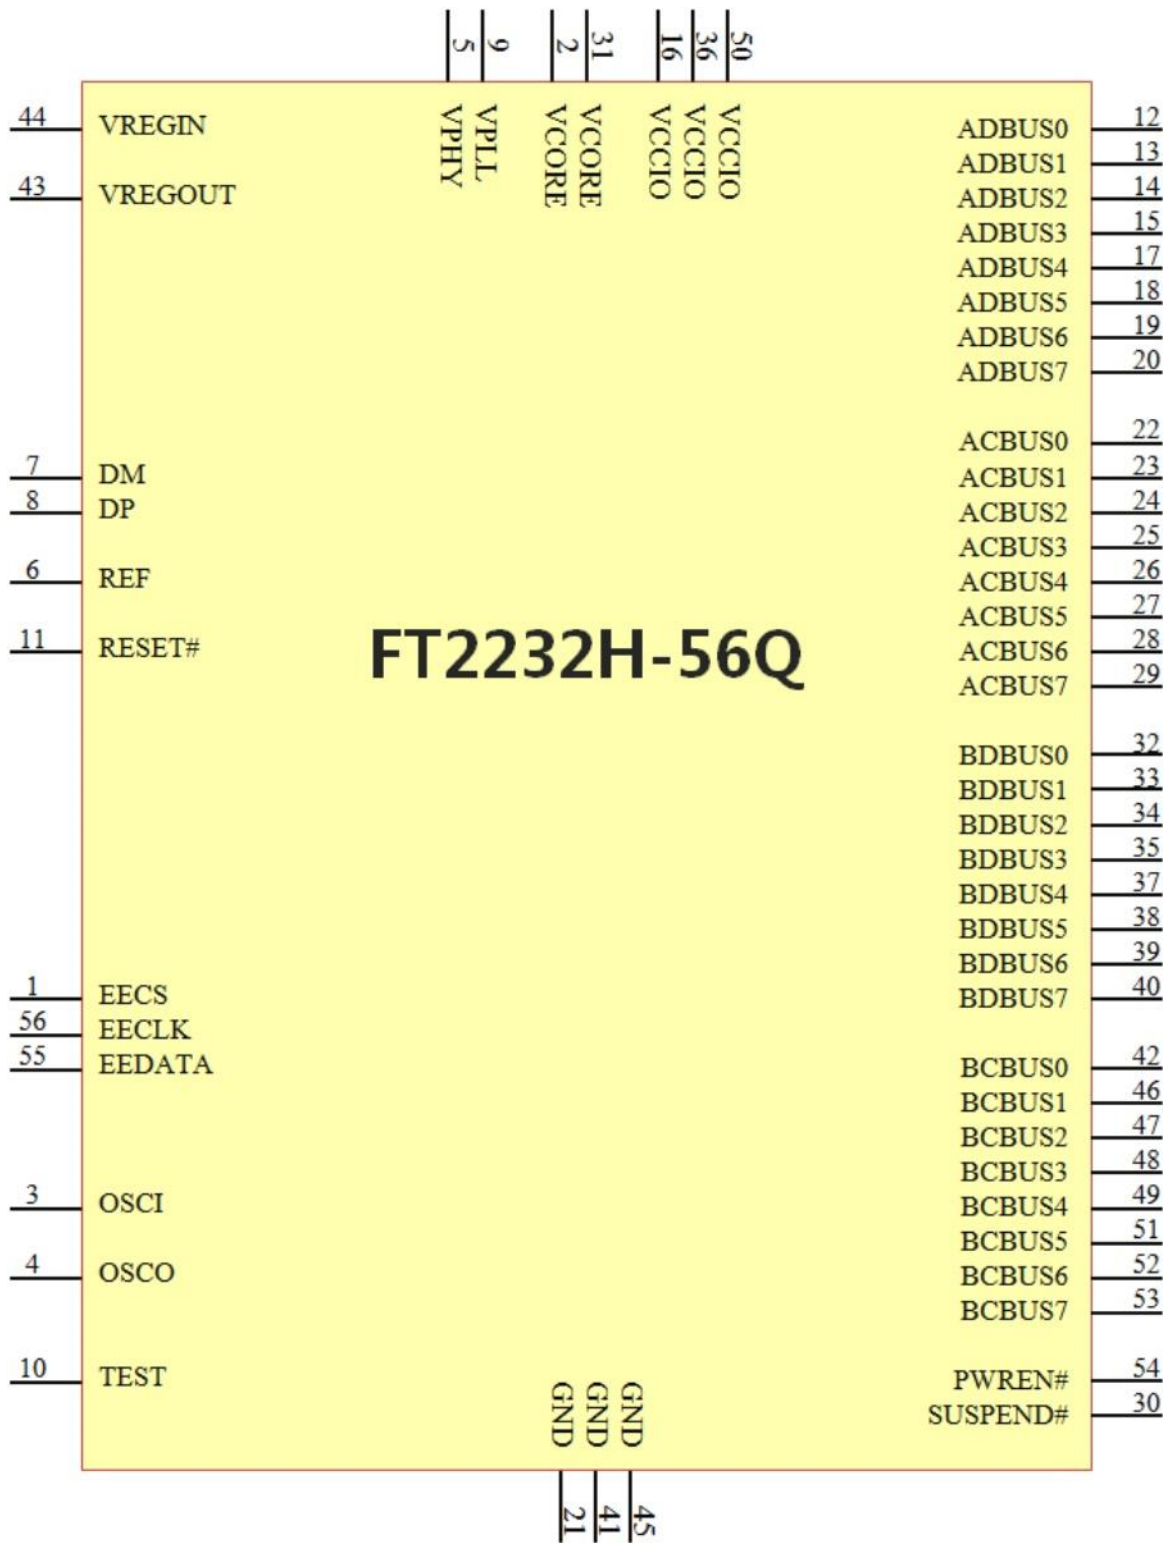 5 9 2 31 16 36 50
VPHY VPLL VCORE VCORE VCCIO VCCIO VCCIO
44 VREGIN
43 VREGOUT
7 DM
8 DP
6 REF
11 RESET#
1 EECS
56 EECLK
55 EEDATA
3 OSCI
4 OSCO
10 TEST
FT2232H-56Q
ADBUS0 12
ADBUS1 13
ADBUS2 14
ADBUS3 15
ADBUS4 17
ADBUS5 18
ADBUS6 19
ADBUS7 20
ACBUS0 22
ACBUS1 23
ACBUS2 24
ACBUS3 25
ACBUS4 26
ACBUS5 27
ACBUS6 28
ACBUS7 29
BDBUS0 32
BDBUS1 33
BDBUS2 34
BDBUS3 35
BDBUS4 37
BDBUS5 38
BDBUS6 39
BDBUS7 40
BCBUS0 42
BCBUS1 46
BCBUS2 47
BCBUS3 48
BCBUS4 49
BCBUS5 51
BCBUS6 52
BCBUS7 53
PWREN# 54
SUSPEND# 30
GND GND GND
21 41 45